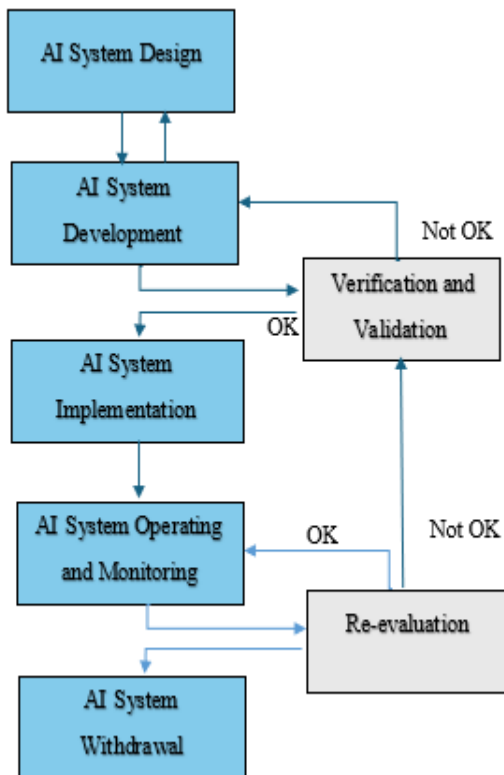 AI System Design
AI System
Development
Not OK
Verification and
Validation
OK
AI System
Implementation
AI System Operating
and Monitoring
OK
Not OK
Re-evaluation
AI System
Withdrawal